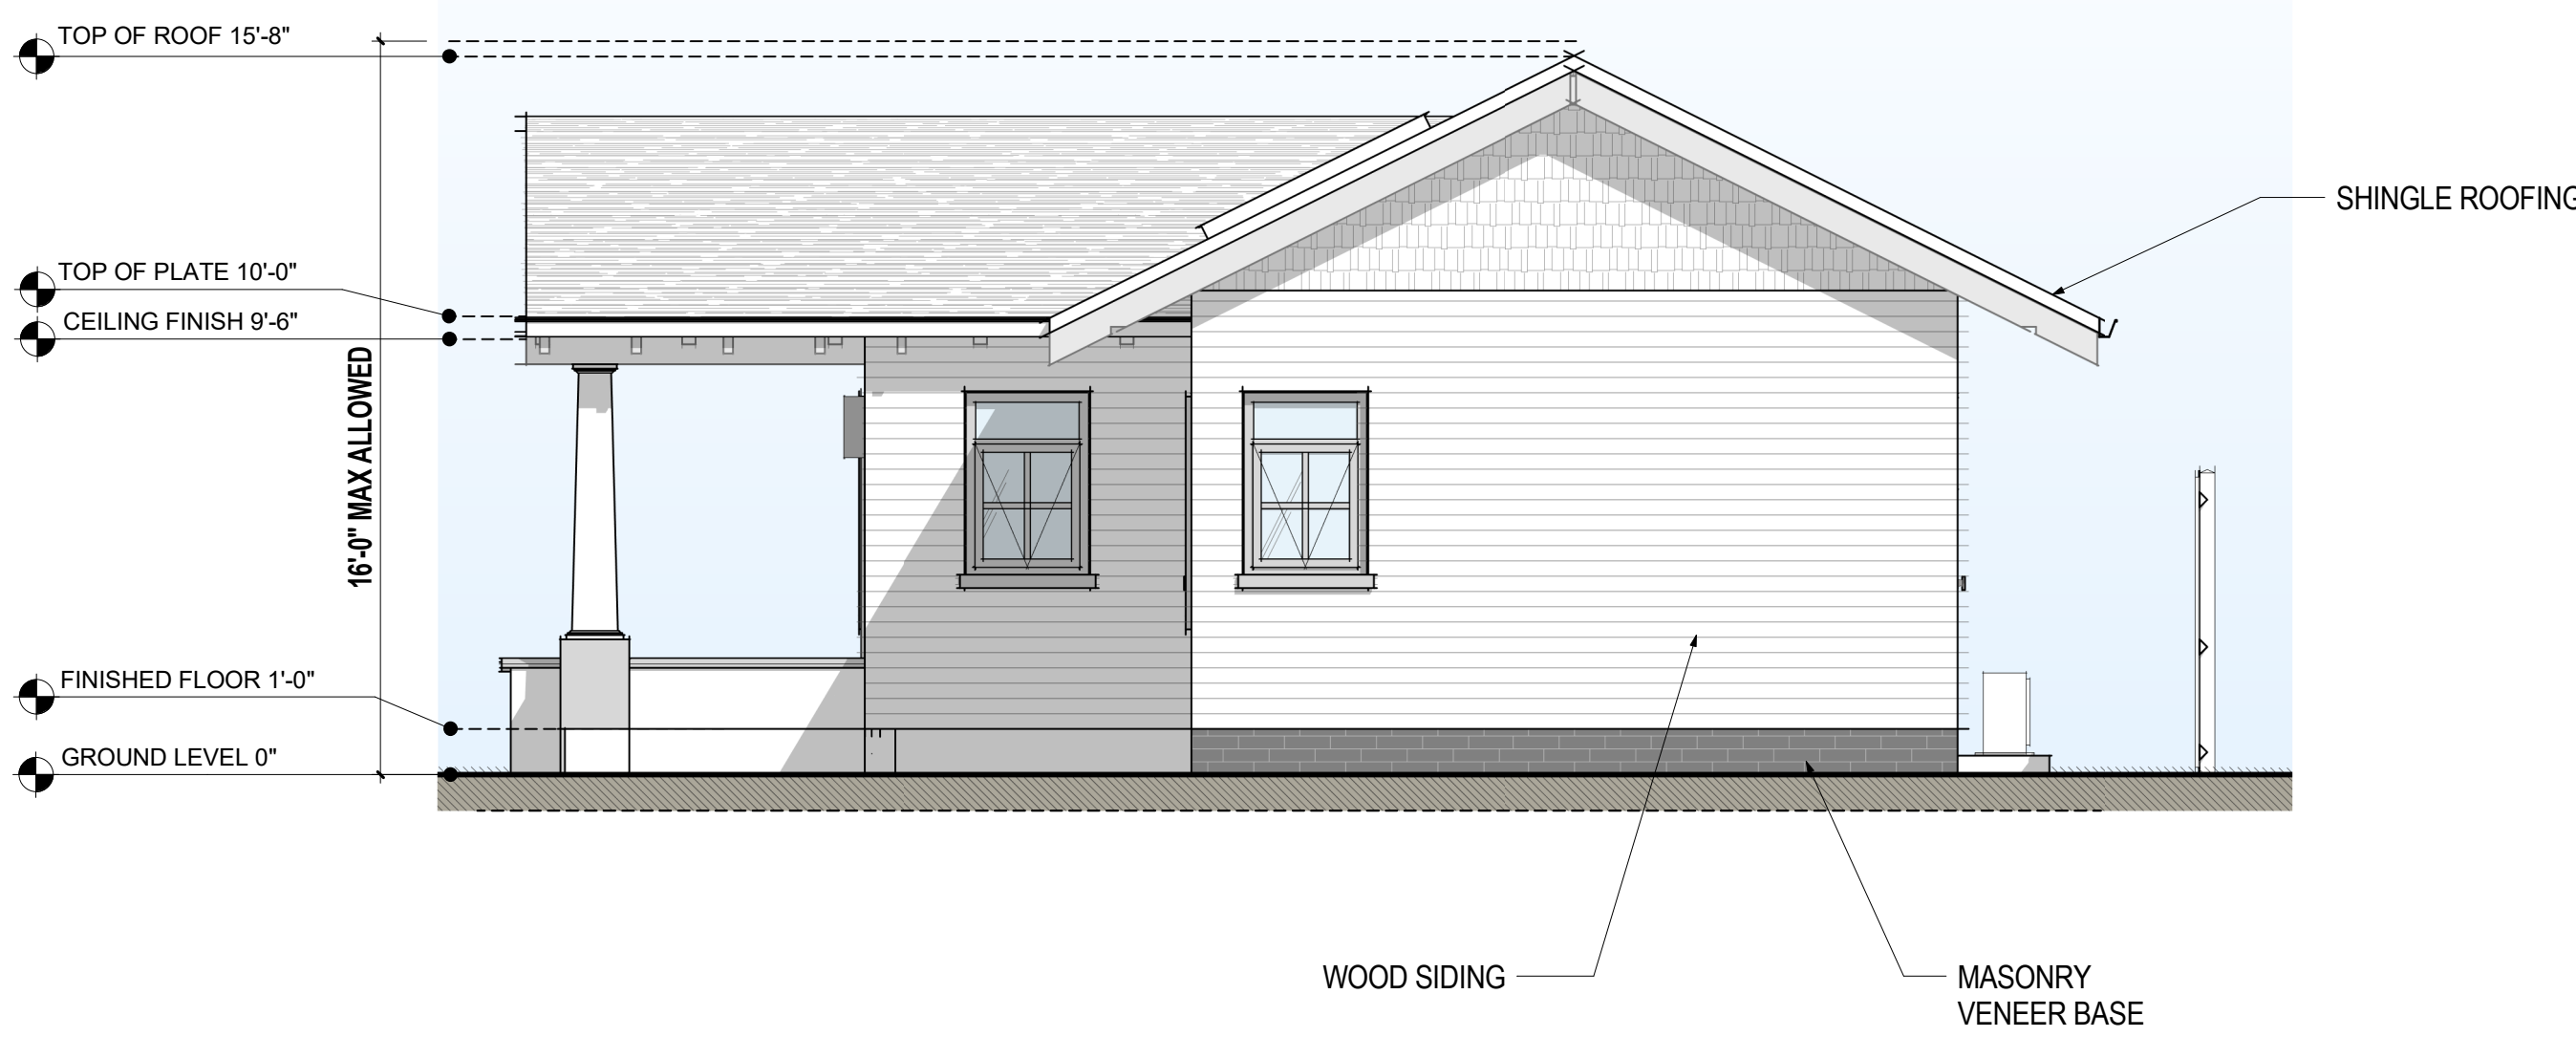 TOP OF ROOF 15'-8"
SHINGLE ROOFING
TOP OF PLATE 10'-0"
CEILING FINISH 9'-6"
16'-0" MAX ALLOWED
FINISHED FLOOR 1'-0"
GROUND LEVEL 0"
WOOD SIDING
MASONRY
VENEER BASE